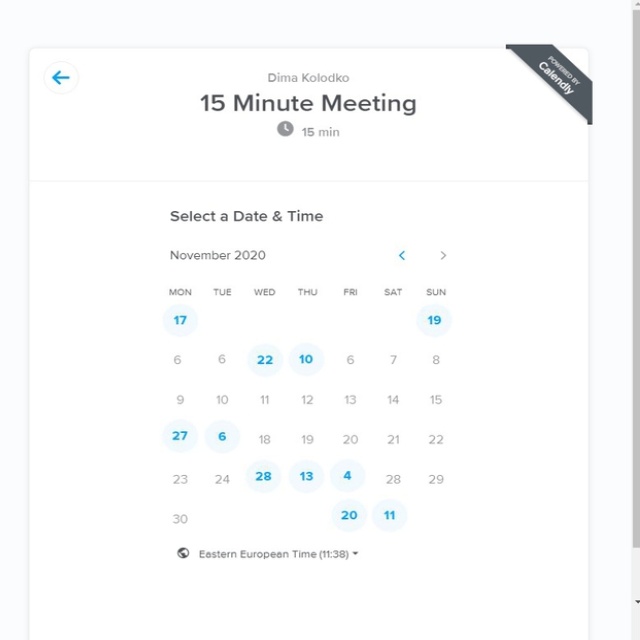 POWERED BY
Calendly
Dima Kolodko
15 Minute Meeting
15 min
Select a Date & Time
November 2020
MON TUE WED THU FRI SAT SUN
17 19
6 6 22 10 6 7 8
9 10 11 12 13 14 15
27 6 18 19 20 21 22
23 24 28 13 4 28 29
30 20 11
Eastern European Time (11:38)